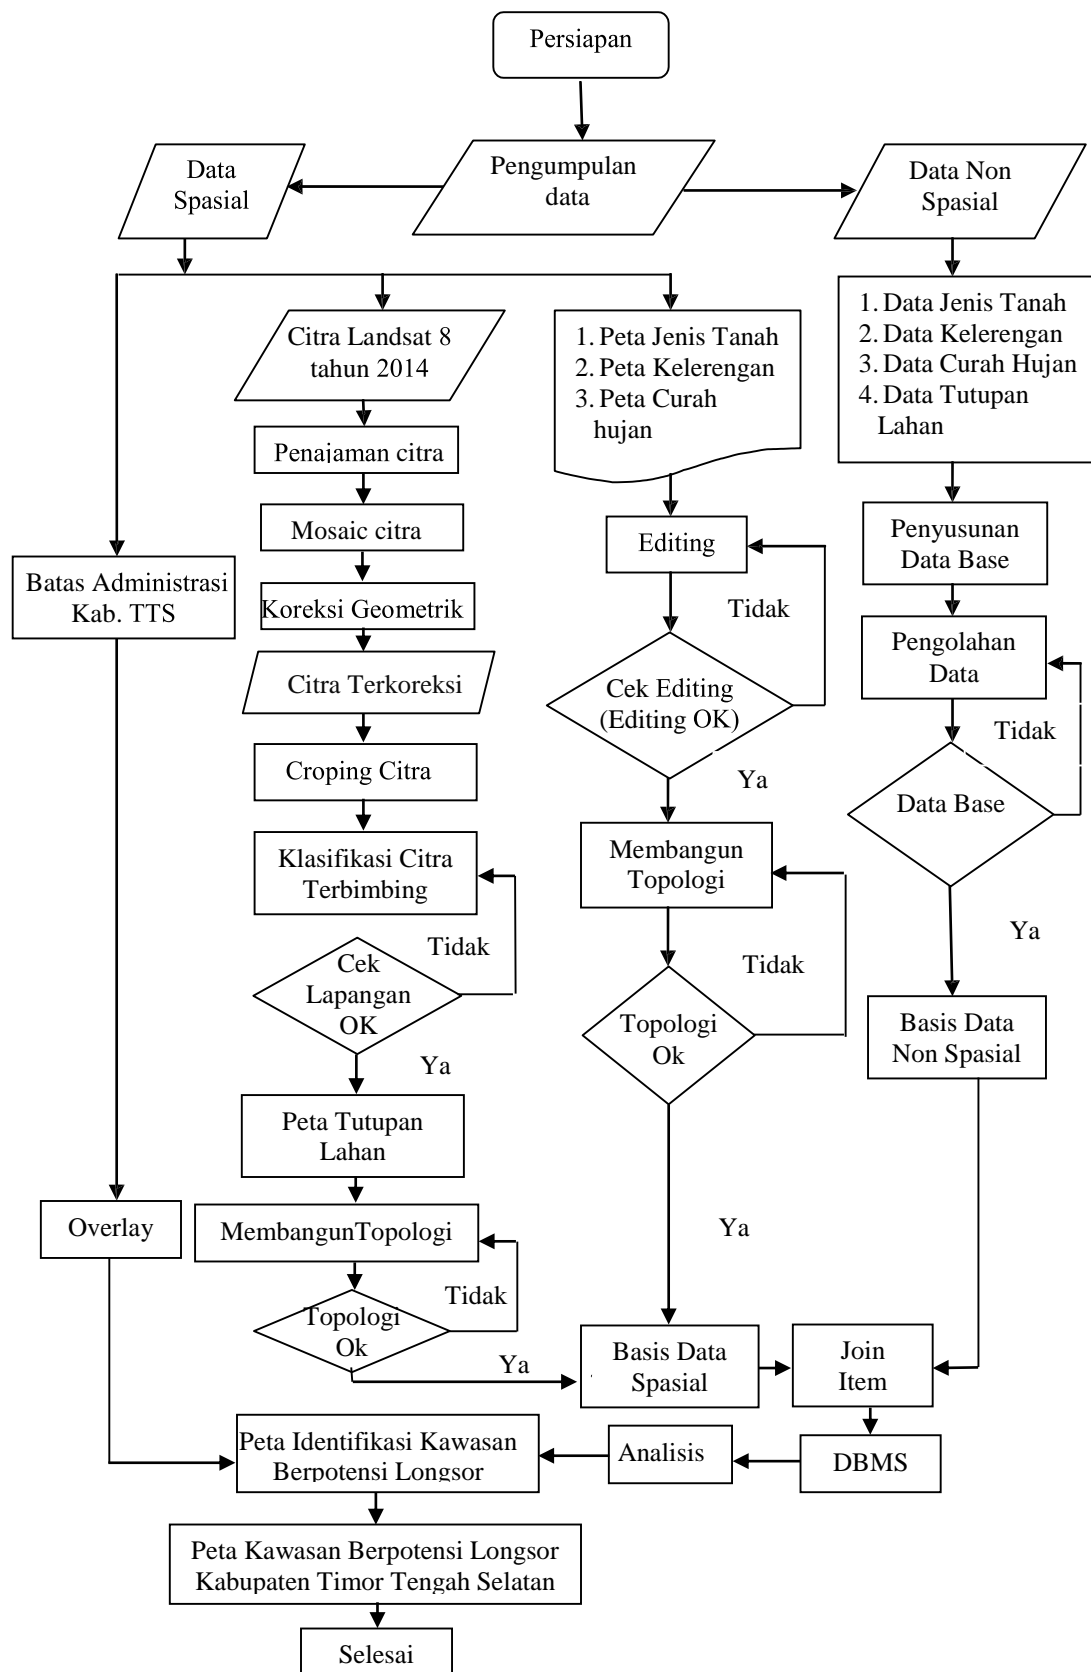 Persiapan
Pengumpulan
data
Data
Spasial
Data Non
Spasial
Citra Landsat 8
tahun 2014
1. Peta Jenis Tanah
2. Peta Kelerengan
3. Peta Curah
hujan
1. Data Jenis Tanah
2. Data Kelerengan
3. Data Curah Hujan
4. Data Tutupan
Lahan
Penajaman citra
Mosaic citra
Koreksi Geometrik
Citra Terkoreksi
Croping Citra
Klasifikasi Citra
Terbimbing
Tidak
Cek
Lapangan
OK
Ya
Peta Tutupan
Lahan
MembangunTopologi
Tidak
Topologi
Ok
Ya
Batas Administrasi
Kab. TTS
Overlay
Editing
Tidak
Cek Editing
(Editing OK)
Ya
Membangun
Topologi
Tidak
Topologi
Ok
Ya
Penyusunan
Data Base
Pengolahan
Data
Tidak
Data Base
Ya
Basis Data
Non Spasial
Basis Data
Spasial
Join
Item
DBMS
Analisis
Peta Identifikasi Kawasan
Berpotensi Longsor
Peta Kawasan Berpotensi Longsor
Kabupaten Timor Tengah Selatan
Selesai